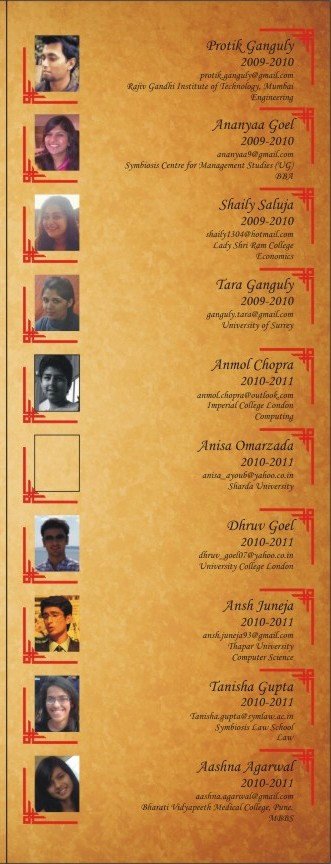 Protik Ganguly
2009-2010
protik.ganguly@gmail.com
Rajiv Gandhi Institute of Technology, Mumbai
Engineering
Ananyaa Goel
2009-2010
ananyaa9@gmail.com
Symbiosis Centre for Management Studies (UG)
BBA
Shaily Saluja
2009-2010
shaily1304@hotmail.com
Lady Shri Ram College
Economics
Tara Ganguly
2009-2010
ganguly.tara@gmail.com
University of Surrey
Anmol Chopra
2010-2011
anmol.chopra@outlook.com
Imperial College London
Computing
Anisa Omarzada
2010-2011
anisa_ayoub@yahoo.co.in
Sharda University
Dhruv Goel
2010-2011
dhruv_goel07@yahoo.co.in
University College London
Ansh Juneja
2010-2011
ansh.juneja93@gmail.com
Thapar University
Computer Science
Tanisha Gupta
2010-2011
Tanisha.gupta@symlaw.ac.in
Symbiosis Law School
Law
Aashna Agarwal
2010-2011
aashna.agarwal@gmail.com
Bharati Vidyapeeth Medical College, Pune.
MBBS